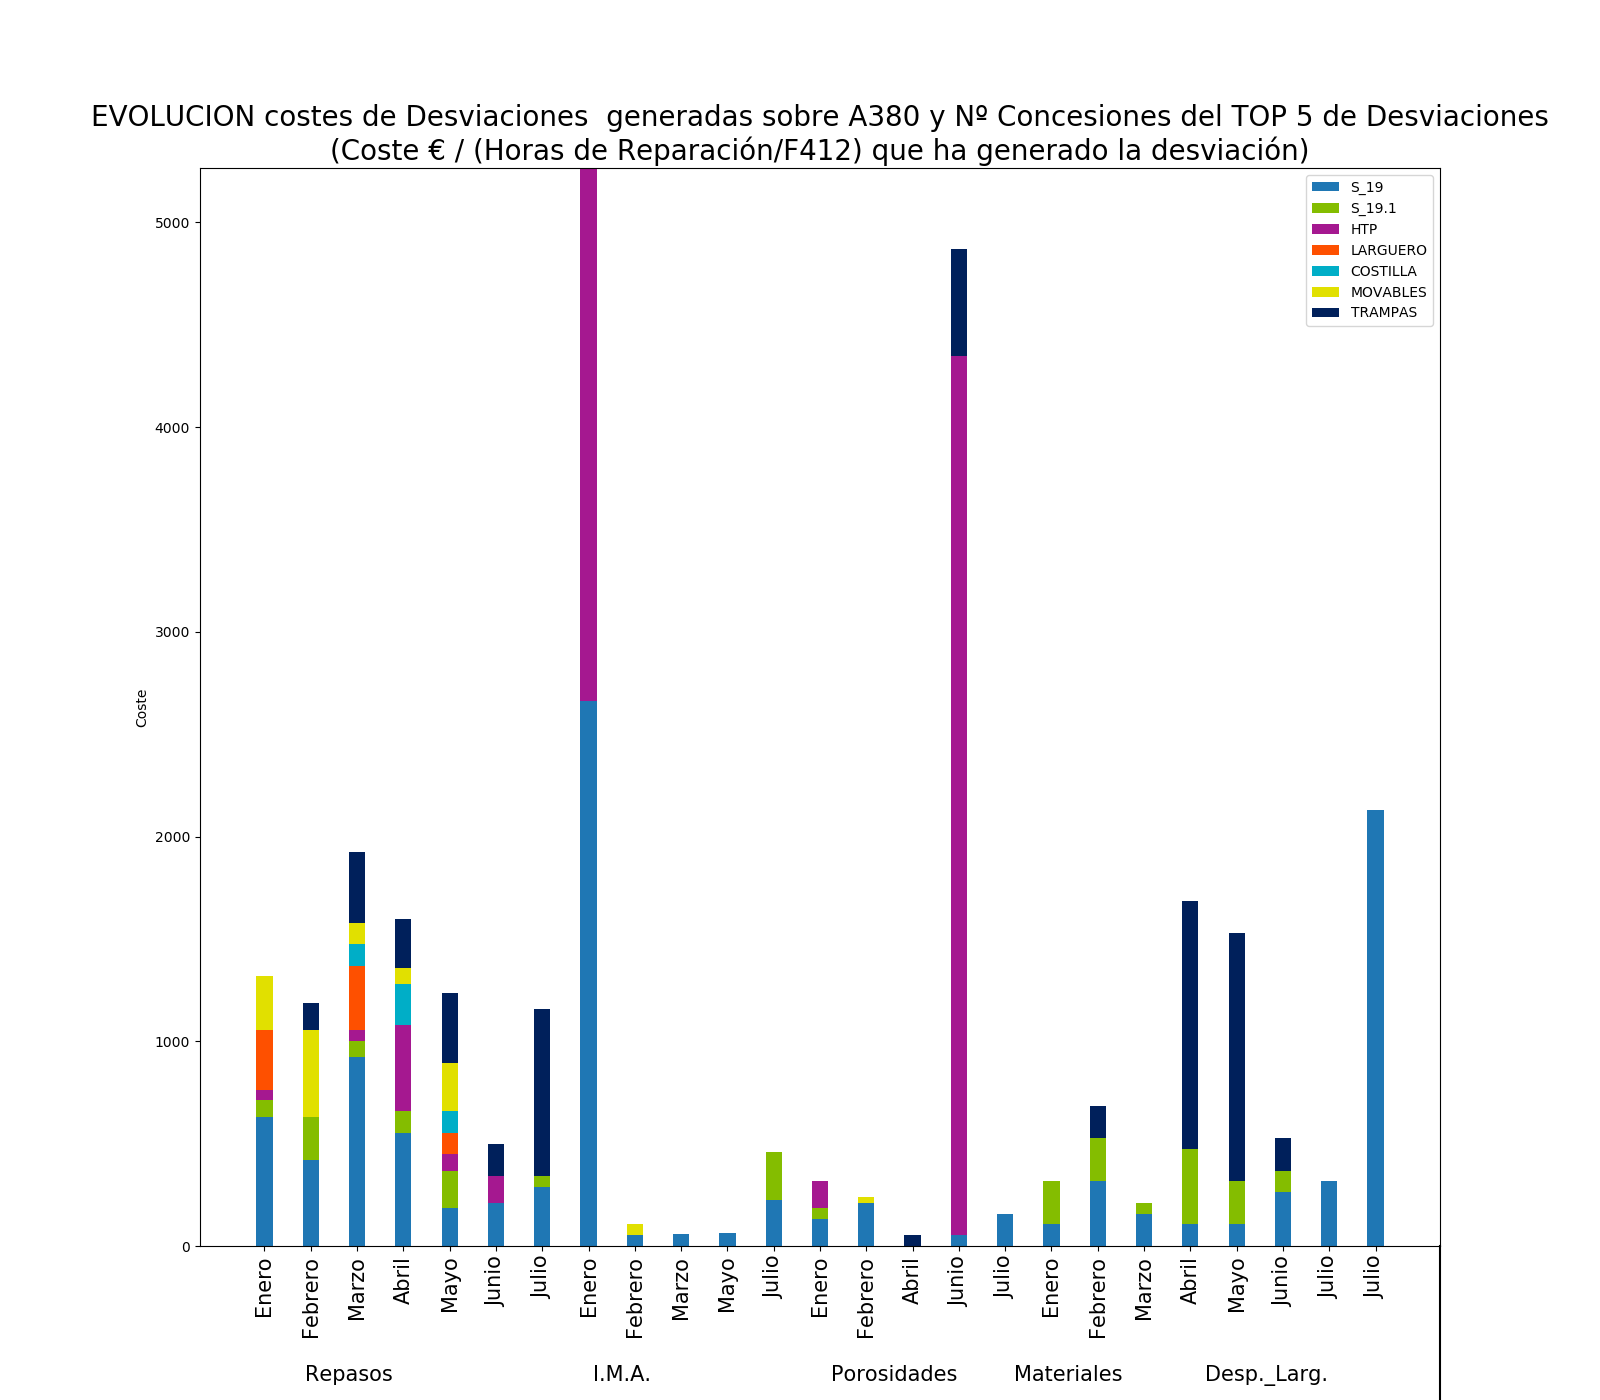 EVOLUCION costes de Desviaciones  generadas sobre A380 y Nº Concesiones del TOP 5 de Desviaciones
(Coste € / (Horas de Reparación/F412) que ha generado la desviación)
S_19
S_19.1
HTP
LARGUERO
COSTILLA
MOVABLES
TRAMPAS
5000
4000
3000
2000
1000
0
Coste
Enero
Febrero
Marzo
Abril
Mayo
Junio
Julio
Enero
Febrero
Marzo
Mayo
Julio
Enero
Febrero
Abril
Junio
Julio
Enero
Febrero
Marzo
Abril
Mayo
Junio
Julio
Julio
Repasos
I.M.A.
Porosidades
Materiales
Desp._Larg.